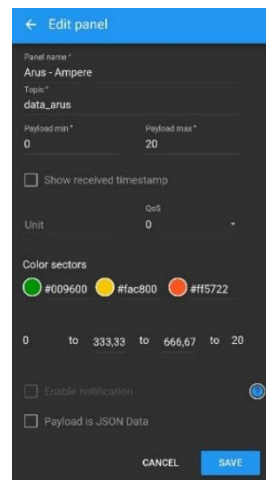 ← Edit panel
Panel name *
Arus - Ampere
Topic *
data_arus
Payload min * Payload max *
0 20
Show received timestamp
QoS
Unit 0
Color sectors
#009600 #fac800 #ff5722
0 to 333,33 to 666,67 to 20
Enable notification ?
Payload is JSON Data
CANCEL SAVE